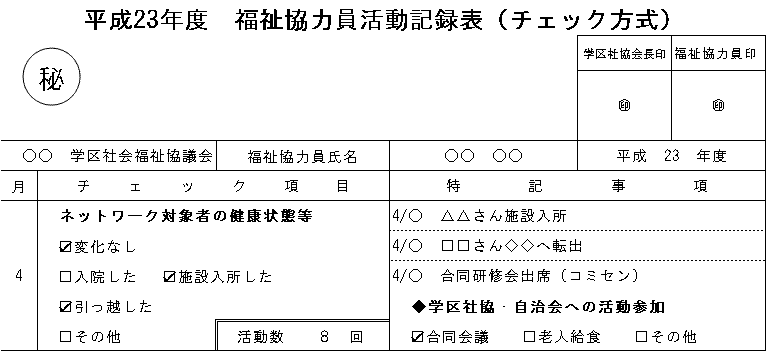 平成23年度　福祉協力員活動記録表（チェック方式）
秘
学区社協会長印　福祉協力員印
㊞　㊞
○○　学区社会福祉協議会　福祉協力員氏名　○○　○○　平成　23　年度
月　チェック項目　特記事項
4
ネットワーク対象者の健康状態等
☑変化なし
□入院した　☑施設入所した
☑引っ越した
□その他　活動数　8　回
4/○　△△さん施設入所
4/○　□□さん◇◇へ転出
4/○　合同研修会出席（コミセン）
◆学区社協・自治会への活動参加
☑合同会議　□老人給食　□その他